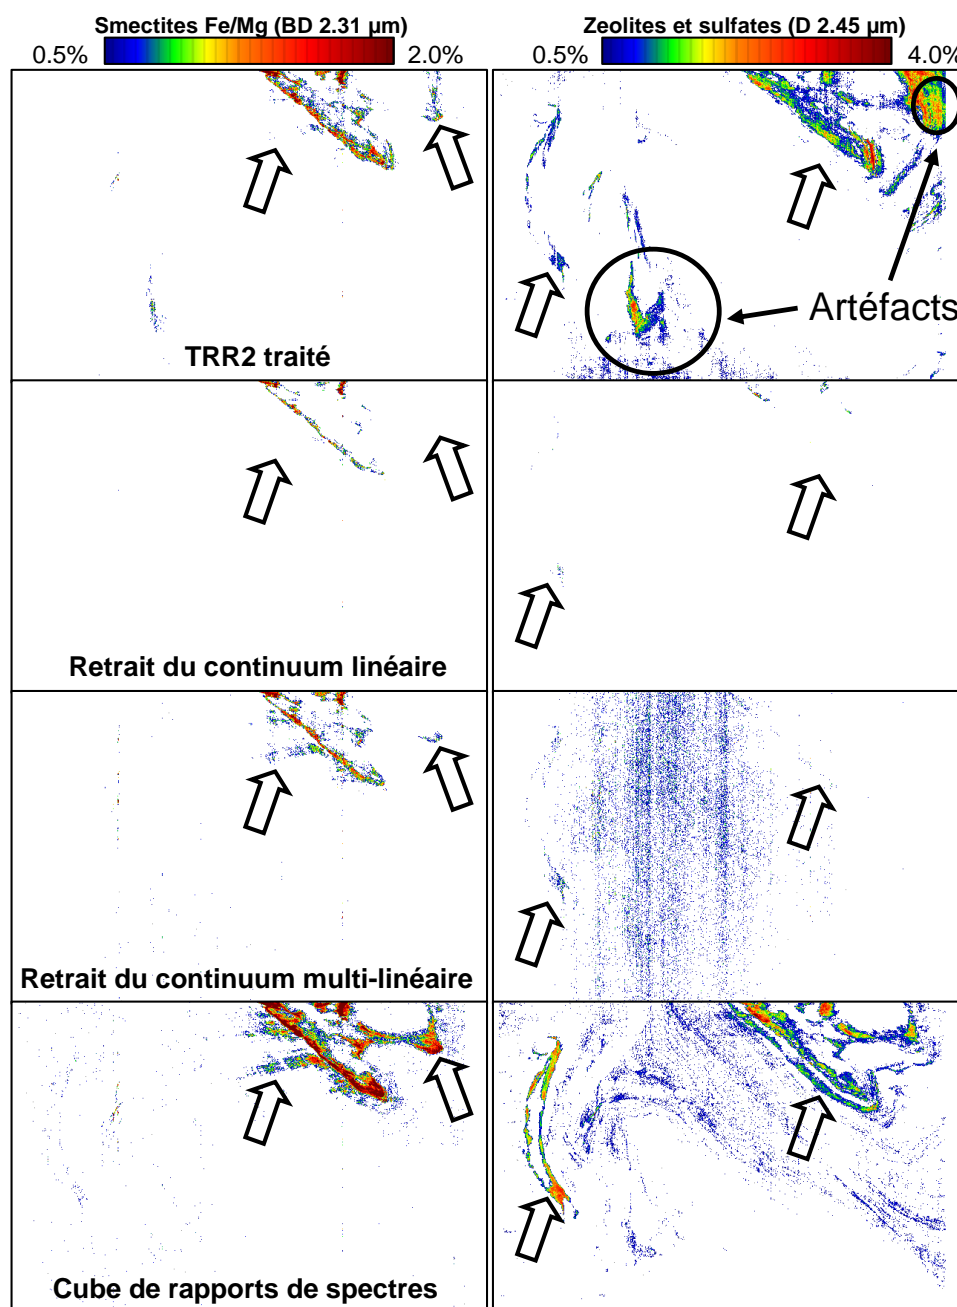 Smectites Fe/Mg (BD 2.31 µm)
0.5%
2.0%
Zeolites et sulfates (D 2.45 µm)
0.5%
4.0%
Artéfacts
TRR2 traité
Retrait du continuum linéaire
Retrait du continuum multi-linéaire
Cube de rapports de spectres